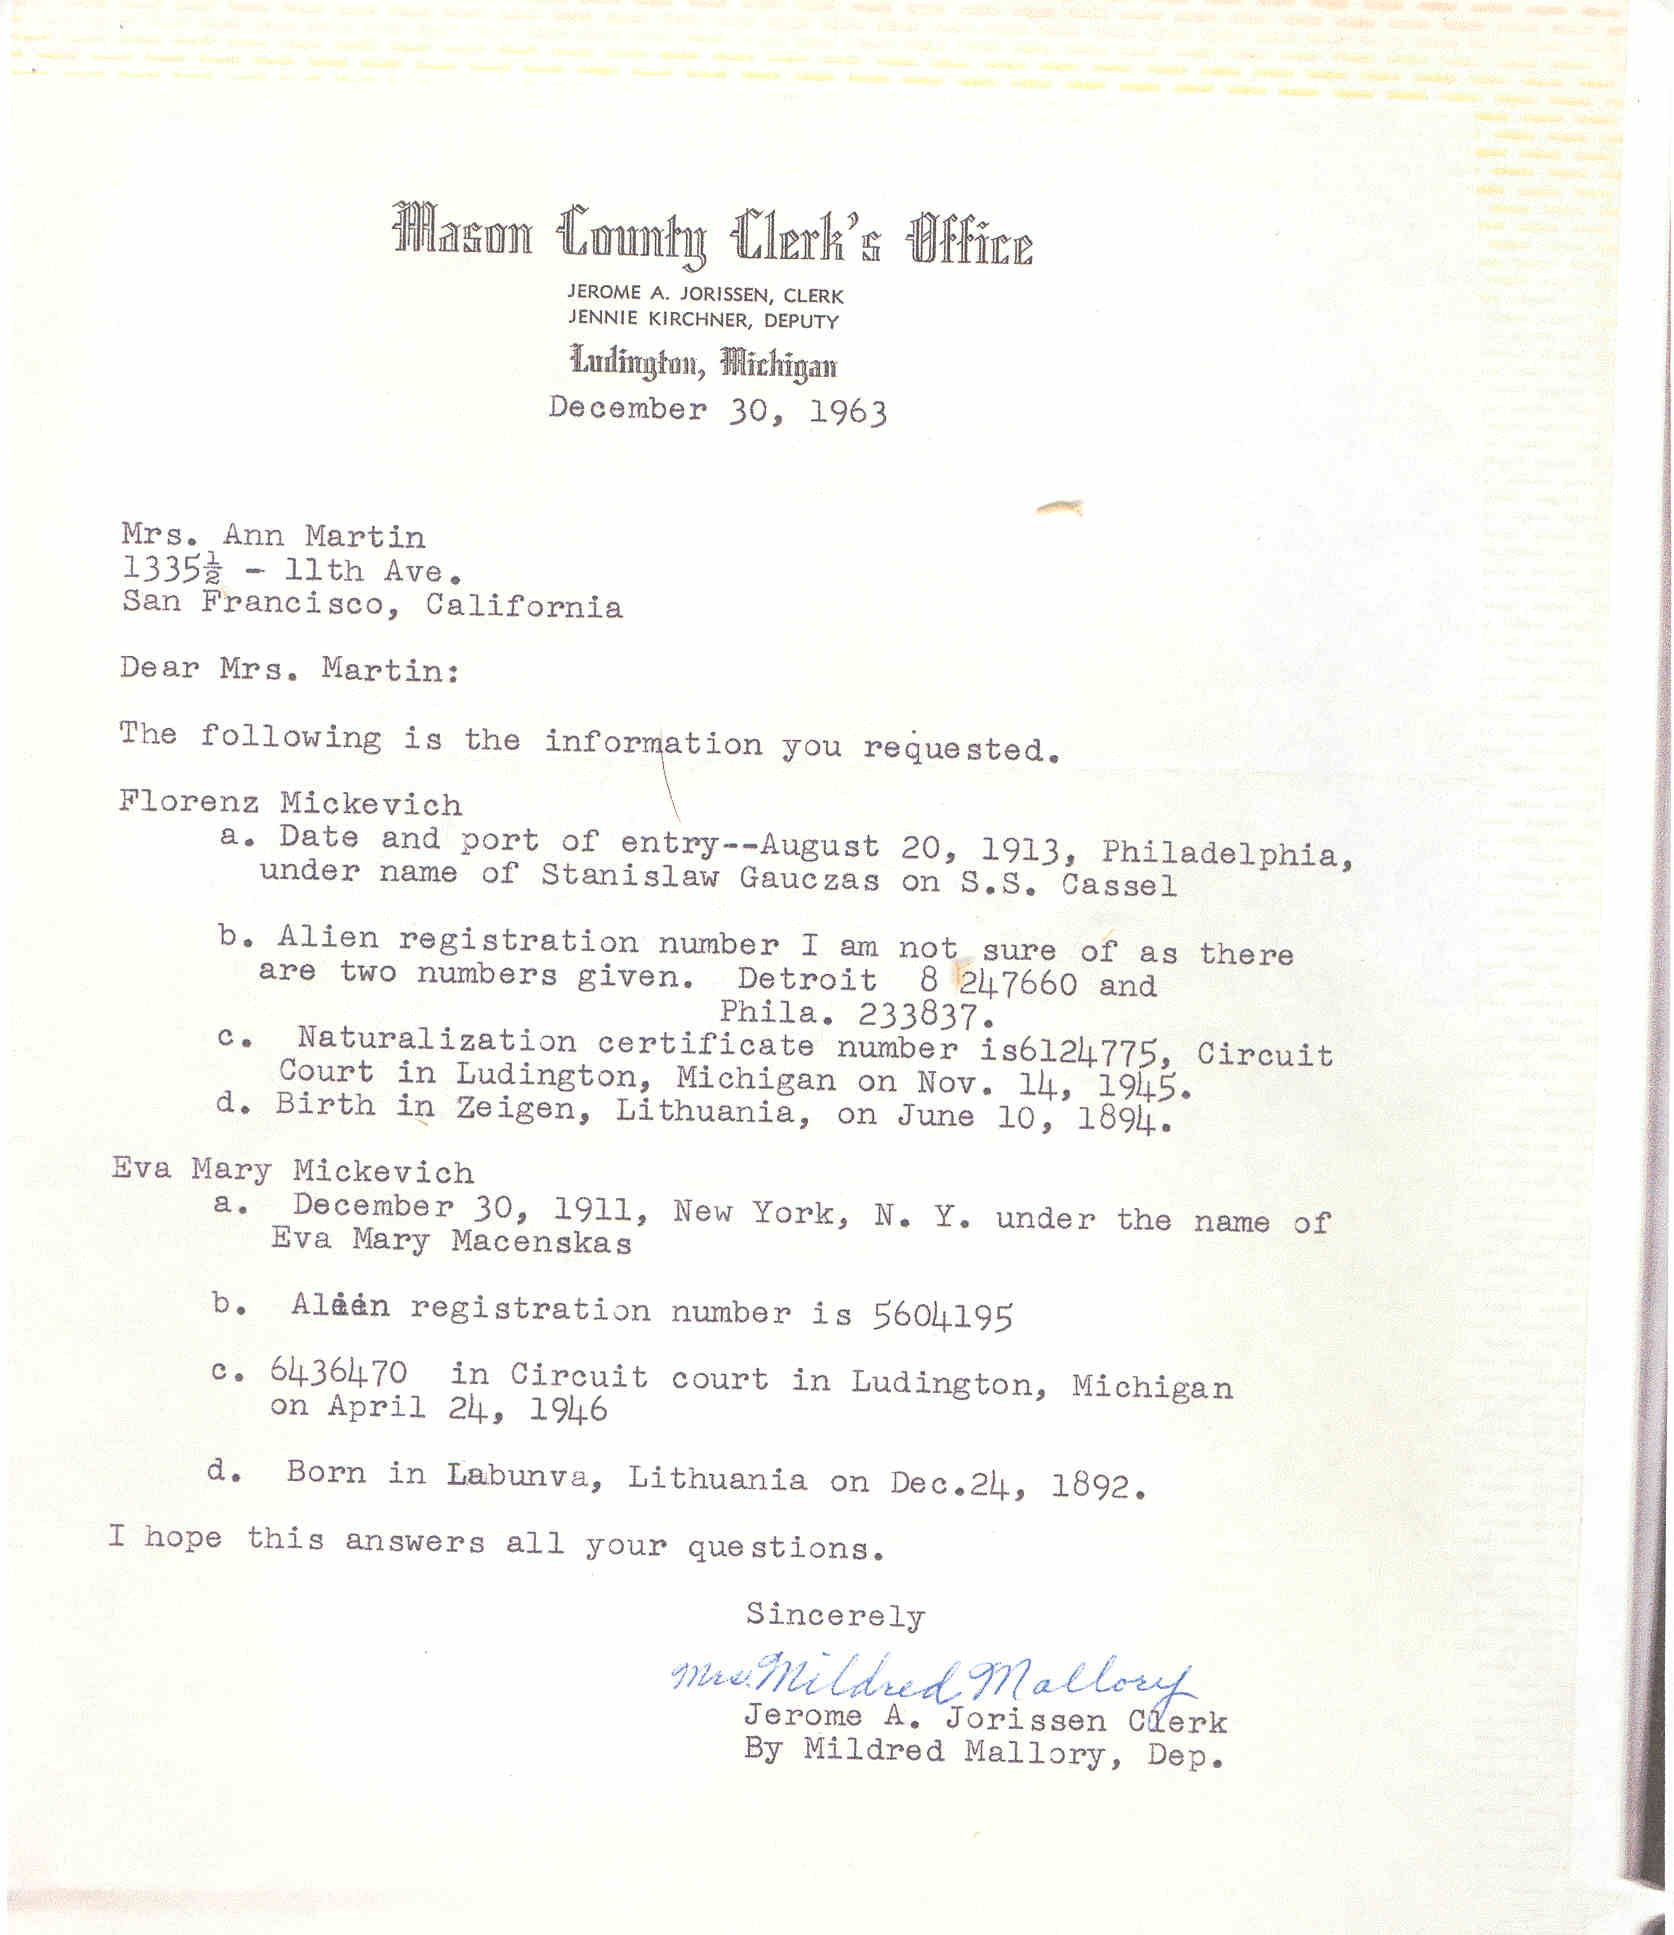 Mason County Clerk's Office
JEROME A. JORISSEN, CLERK
JENNIE KIRCHNER, DEPUTY
Ludington, Michigan
December 30, 1963
Mrs. Ann Martin
1335½ - 11th Ave.
San Francisco, California
Dear Mrs. Martin:
The following is the information you requested.
Florenz Mickevich
a. Date and port of entry--August 20, 1913, Philadelphia,
under name of Stanislaw Gauczas on S.S. Cassel
b. Alien registration number I am not sure of as there
are two numbers given. Detroit 8 247660 and
Phila. 233837.
c. Naturalization certificate number is6124775, Circuit
Court in Ludington, Michigan on Nov. 14, 1945.
d. Birth in Zeigen, Lithuania, on June 10, 1894.
Eva Mary Mickevich
a. December 30, 1911, New York, N. Y. under the name of
Eva Mary Macenskas
b. Alien registration number is 5604195
c. 6436470 in Circuit court in Ludington, Michigan
on April 24, 1946
d. Born in Labunva, Lithuania on Dec.24, 1892.
I hope this answers all your questions.
Sincerely
Mrs. Mildred Mallory
Jerome A. Jorissen Clerk
By Mildred Mallory, Dep.